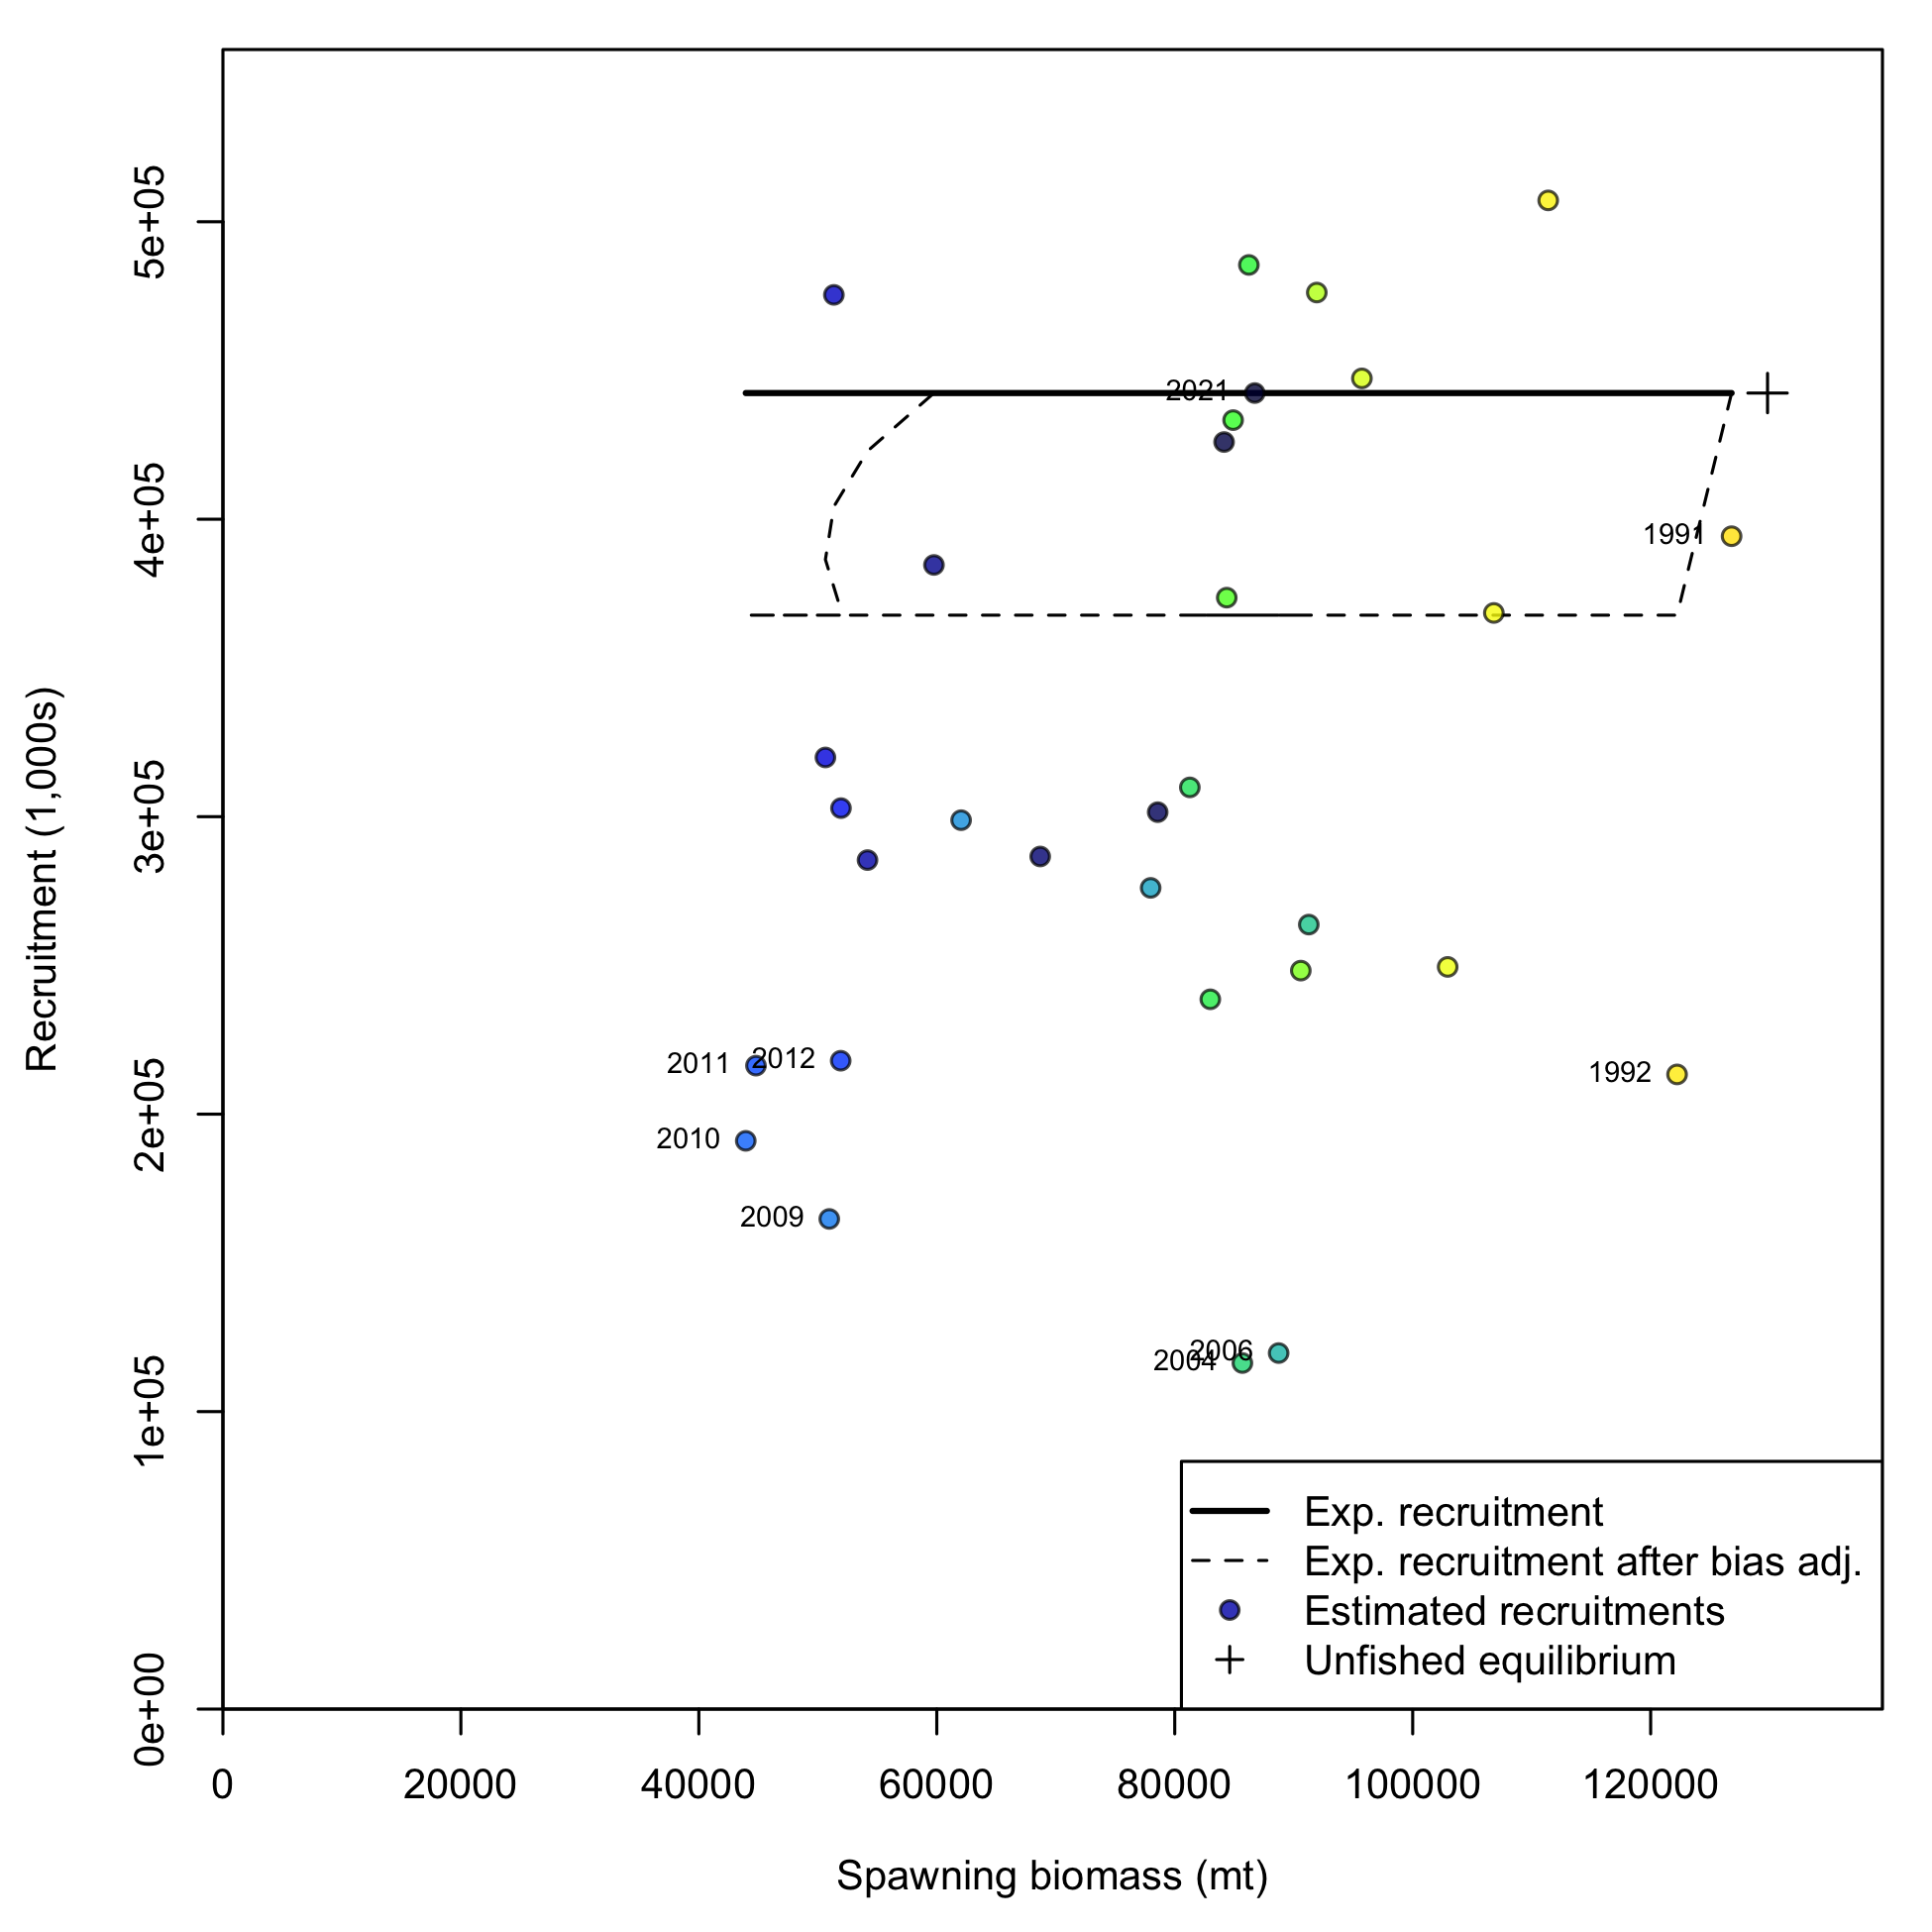 5e+05
4e+05
3e+05
2e+05
1e+05
0e+00
Recruitment (1,000s)
2021
1991
2011
2012
1992
2010
2009
2006
2004
Exp. recruitment
Exp. recruitment after bias adj.
Estimated recruitments
Unfished equilibrium
0
20000
40000
60000
80000
100000
120000
Spawning biomass (mt)